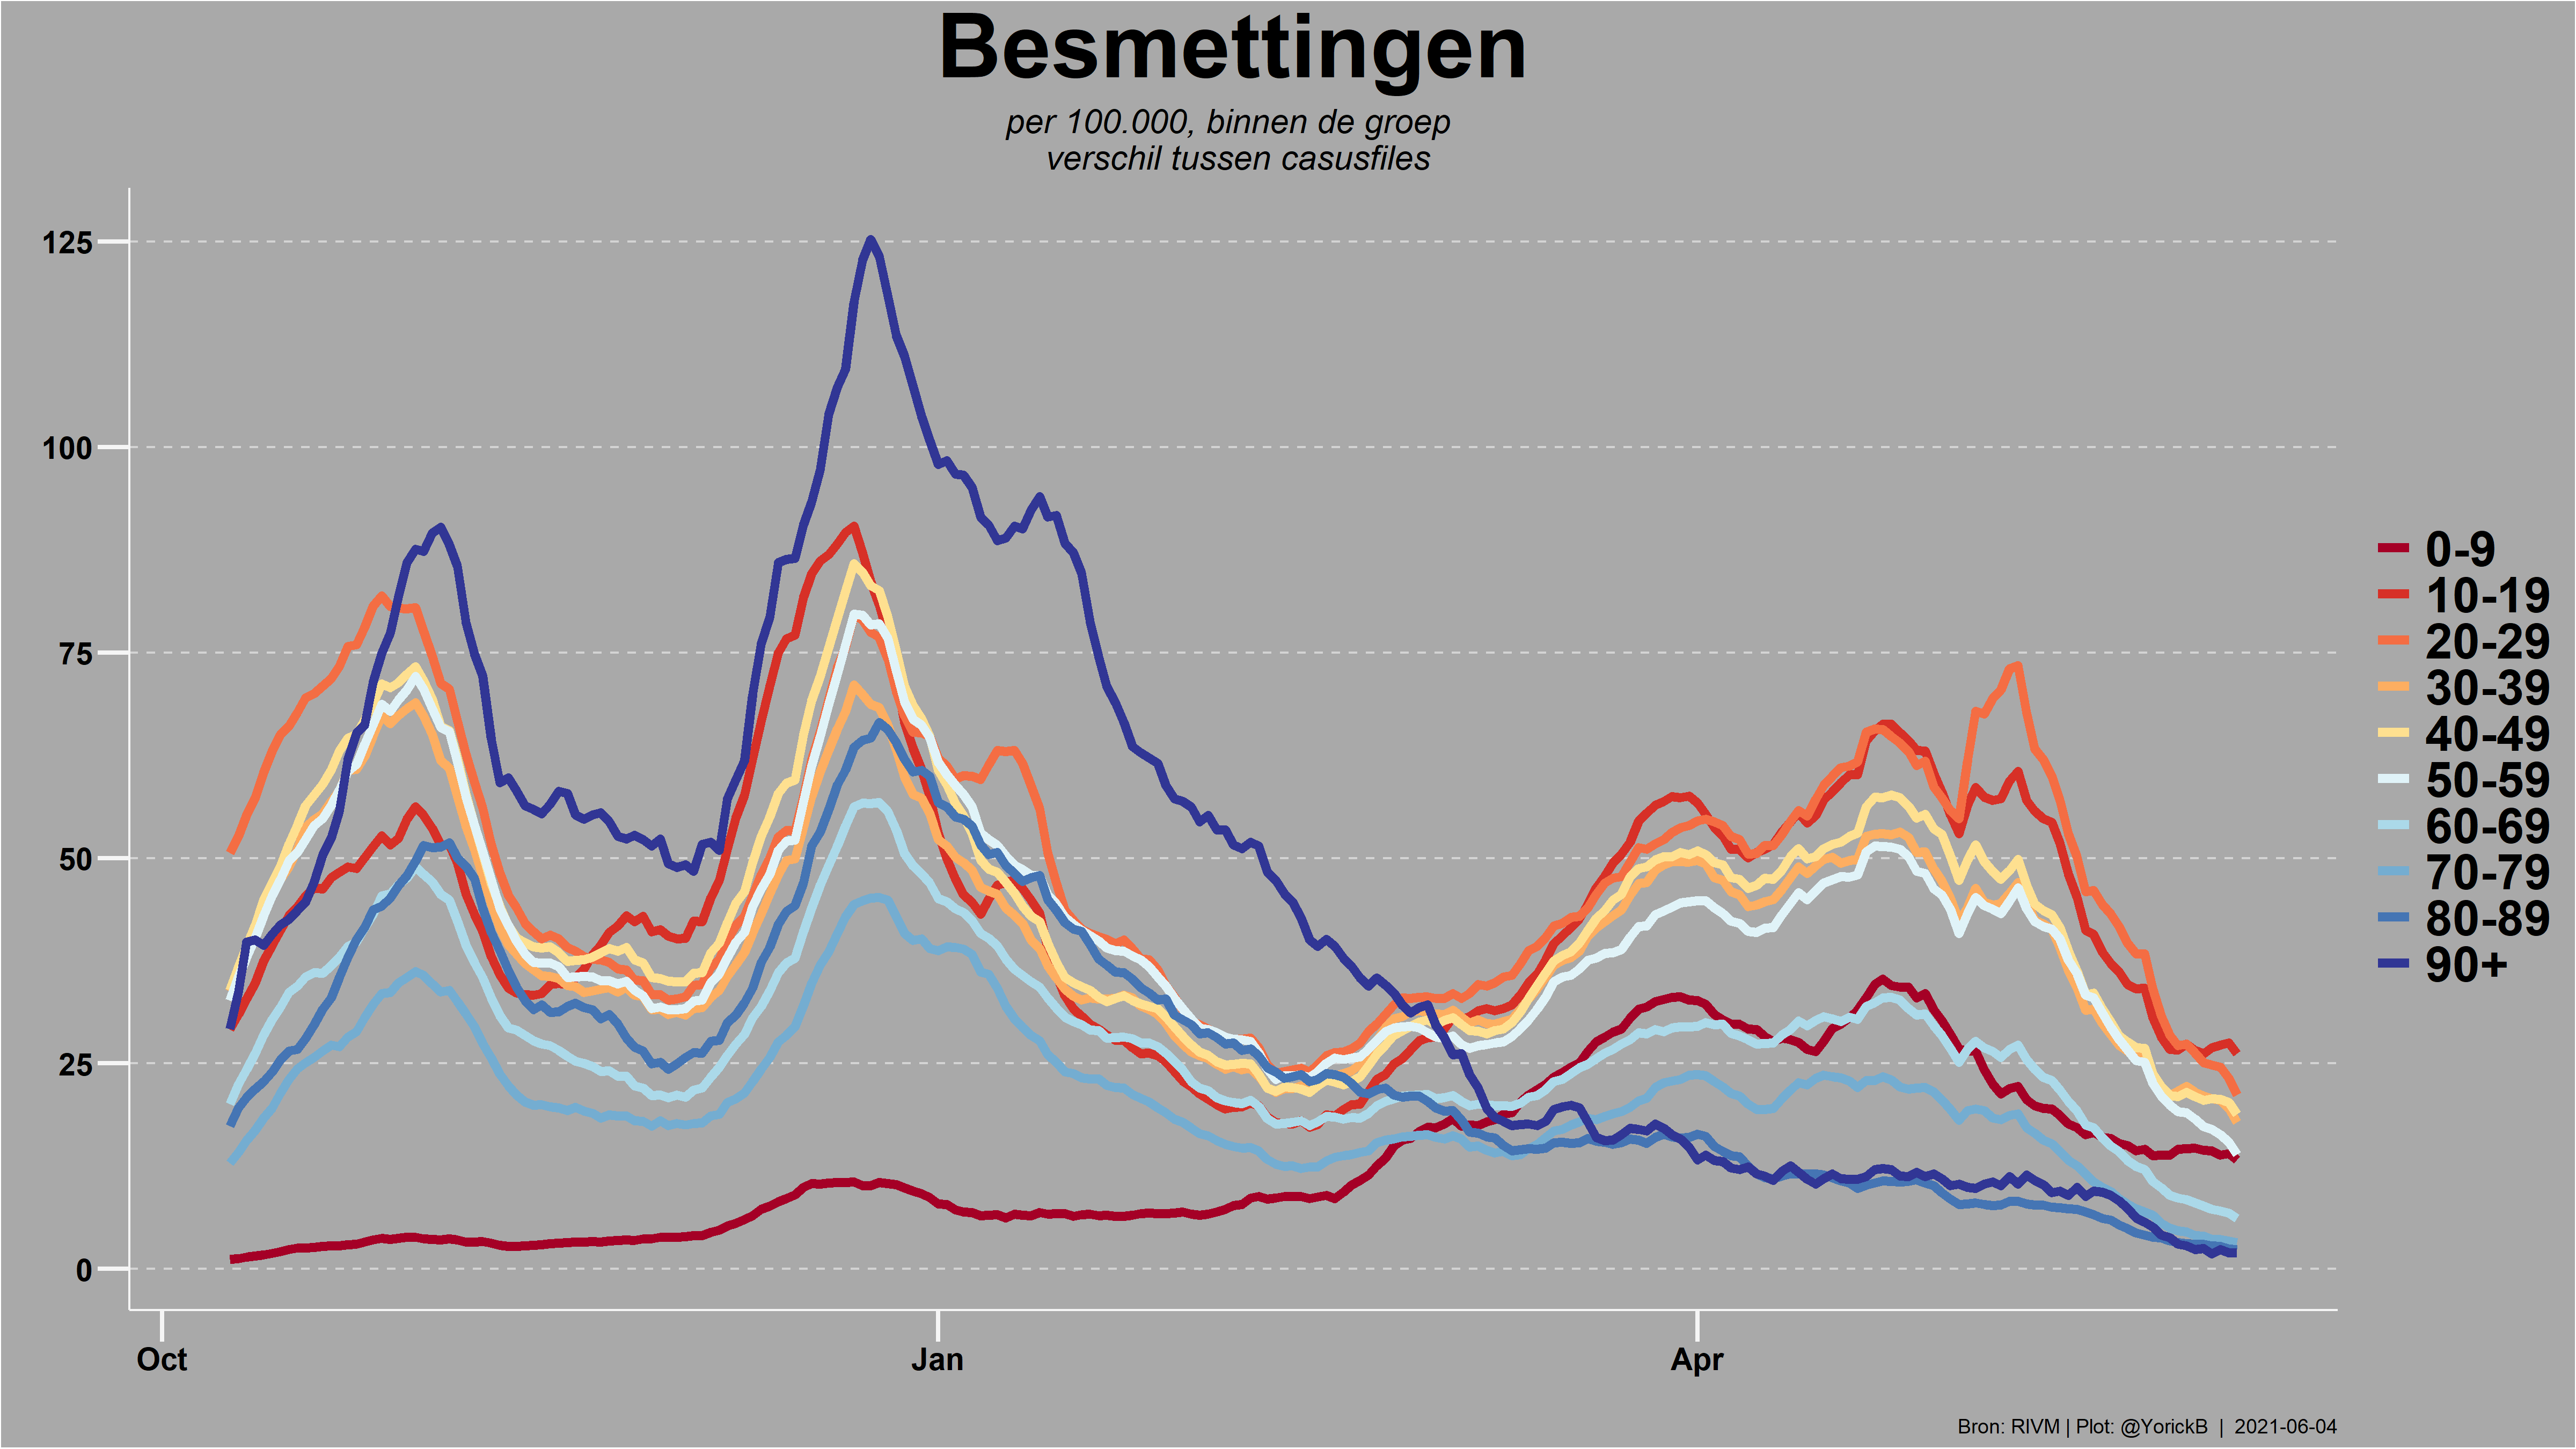 Besmettingen
per 100.000, binnen de groep
verschil tussen casusfiles
125
100
75
50
25
0
Oct
Jan
Apr
0-9
10-19
20-29
30-39
40-49
50-59
60-69
70-79
80-89
90+
Bron: RIVM | Plot: @YorickB | 2021-06-04